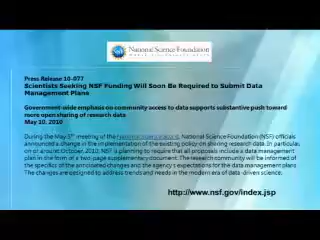 National Science Foundation
Press Release 10-077
Scientists Seeking NSF Funding Will Soon Be Required to Submit Data
Management Plans
Government-wide emphasis on community access to data supports substantive push toward
more open sharing of research data
May 10, 2010
During the May 5th meeting of the National Science Board, National Science Foundation (NSF) officials
announced a change in the implementation of the existing policy on sharing research data. In particular,
on or around October, 2010, NSF is planning to require that all proposals include a data management
plan in the form of a two-page supplementary document. The research community will be informed of
the specifics of the anticipated changes and the agency's expectations for the data management plans.
The changes are designed to address trends and needs in the modern era of data-driven science.
http://www.nsf.gov/index.jsp